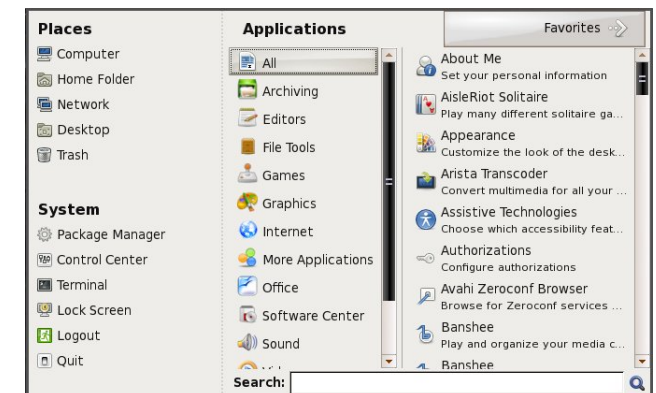 Places
Computer
Home Folder
Network
Desktop
Trash
System
Package Manager
Control Center
Terminal
Lock Screen
Logout
Quit
Applications
All
Archiving
Editors
File Tools
Games
Graphics
Internet
More Applications
Office
Software Center
Sound
Favorites
About Me
Set your personal information
AisleRiot Solitaire
Play many different solitaire ga...
Appearance
Customize the look of the desk...
Arista Transcoder
Convert multimedia for all your ...
Assistive Technologies
Choose which accessibility feat...
Authorizations
Configure authorizations
Avahi Zeroconf Browser
Browse for Zeroconf services ...
Banshee
Play and organize your media c...
Banshee
Search: